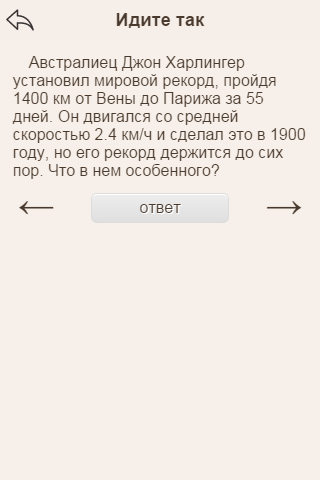 Идите так
Австралиец Джон Харлингер
установил мировой рекорд, пройдя
1400 км от Вены до Парижа за 55
дней. Он двигался со средней
скоростью 2.4 км/ч и сделал это в 1900
году, но его рекорд держится до сих
пор. Что в нем особенного?
ответ